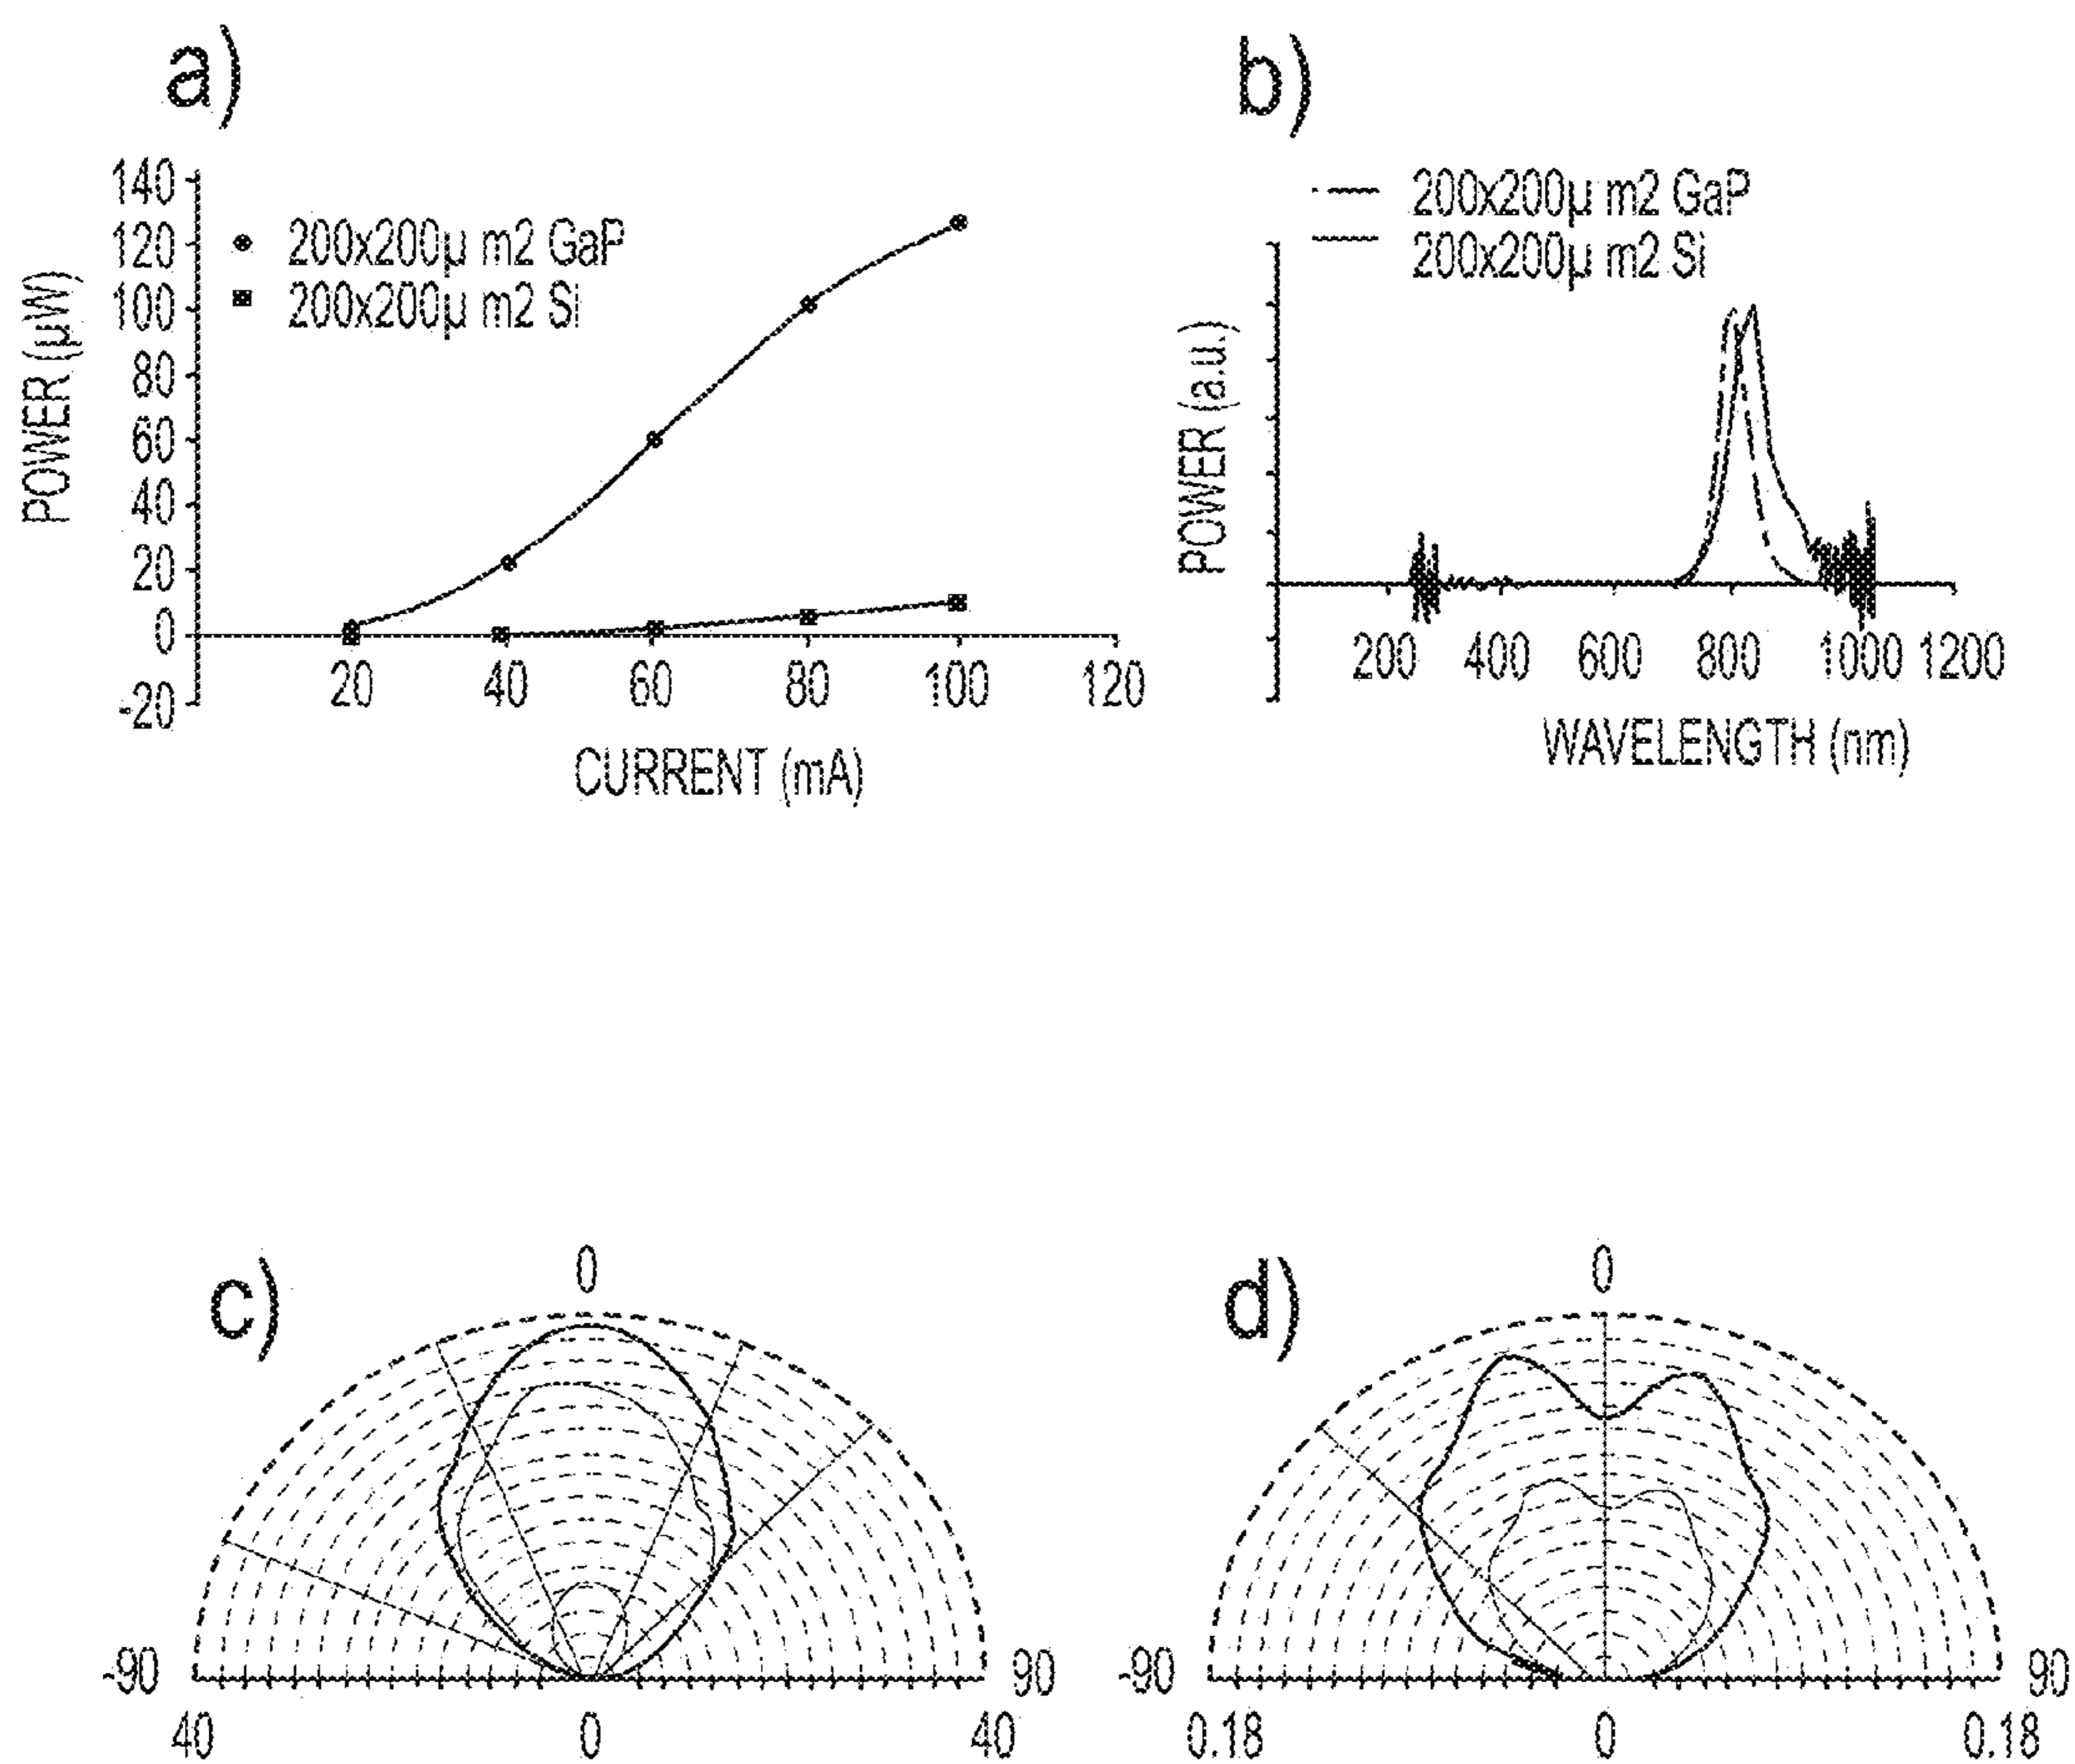 a)
POWER (µW)
140
120
100
80
60
40
20
0
-20
200x200µ m2 GaP
200x200µ m2 Si
20 40 60 80 100 120
CURRENT (mA)
b)
200x200µ m2 GaP
200x200µ m2 Si
POWER (a.u.)
200 400 600 800 1000 1200
WAVELENGTH (nm)
c)
0
-90 90
40 0 40
d)
0
-90 90
0.18 0 0.18